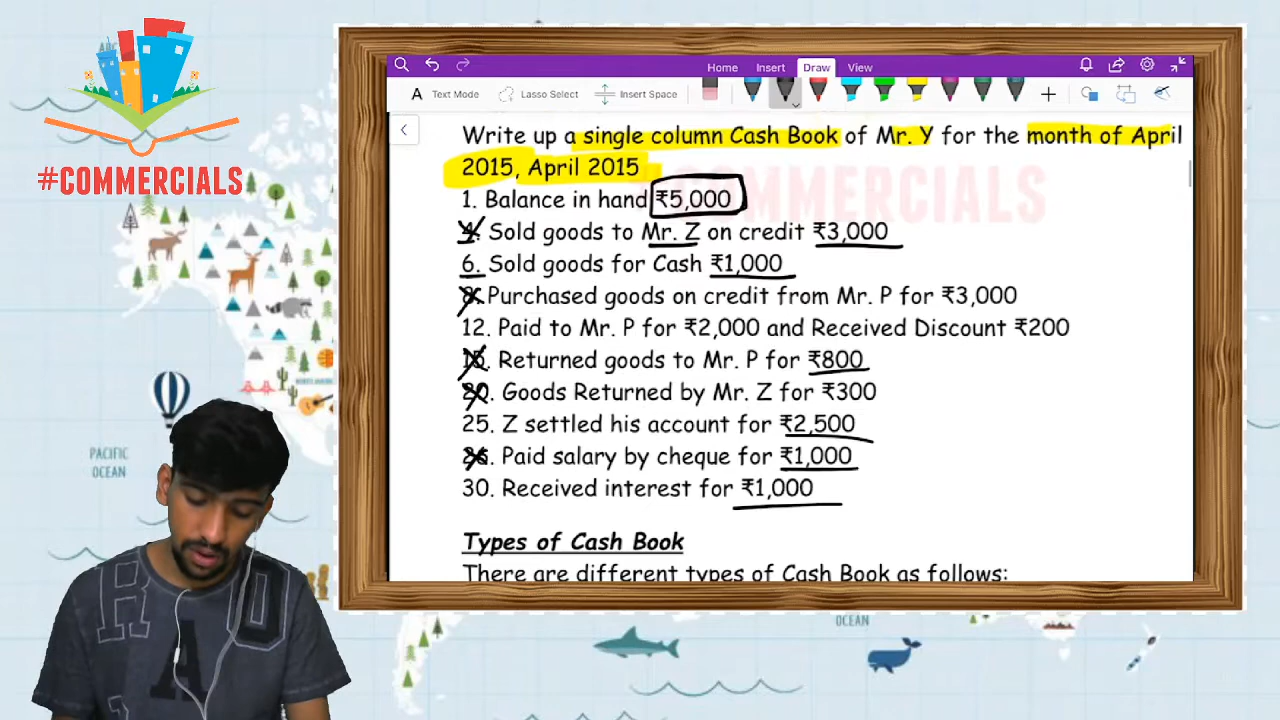 #COMMERCIALS
Home Insert Draw View
Text Mode Lasso Select Insert Space
Write up a single column Cash Book of Mr. Y for the month of April
2015, April 2015
1. Balance in hand ₹5,000
4. Sold goods to Mr. Z on credit ₹3,000
6. Sold goods for Cash ₹1,000
8. Purchased goods on credit from Mr. P for ₹3,000
12. Paid to Mr. P for ₹2,000 and Received Discount ₹200
15. Returned goods to Mr. P for ₹800
20. Goods Returned by Mr. Z for ₹300
25. Z settled his account for ₹2,500
. Paid salary by cheque for ₹1,000
30. Received interest for ₹1,000
Types of Cash Book
There are different types of Cash Book as follows:
COMMERCIALS
PACIFIC
OCEAN
OCEAN